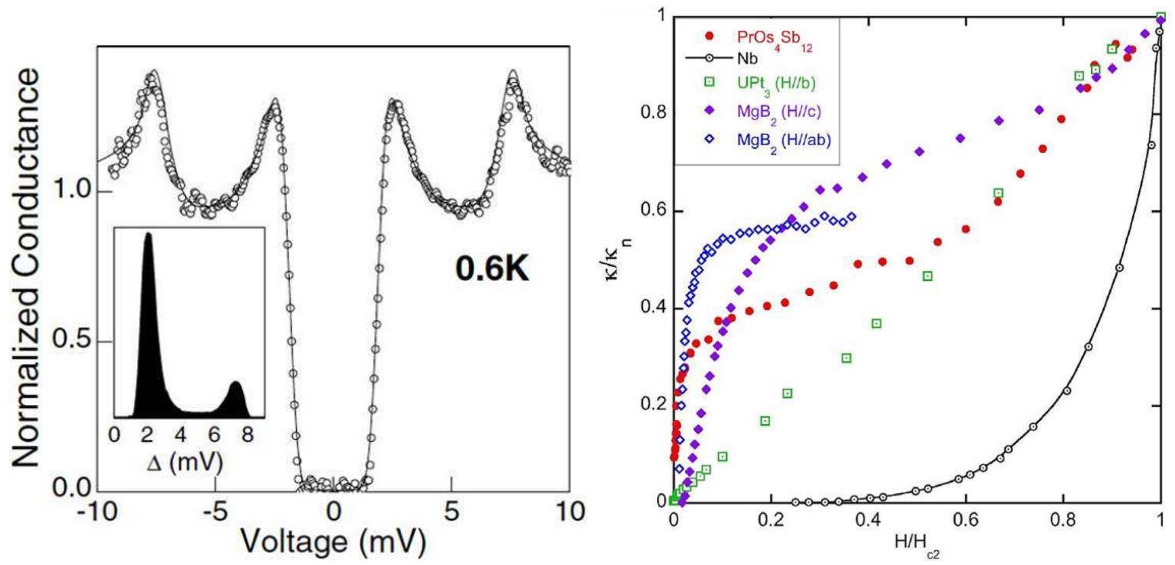 Normalized Conductance
1.0
0.5
0.0
-10
-5
0
5
10
Voltage (mV)
0.6K
0 2 4 6 8
Δ (mV)
κ/κn
1
0.8
0.6
0.4
0.2
0
0
0.2
0.4
0.6
0.8
1
H/Hc2
PrOs4Sb12
Nb
UPt3 (H//b)
MgB2 (H//c)
MgB2 (H//ab)